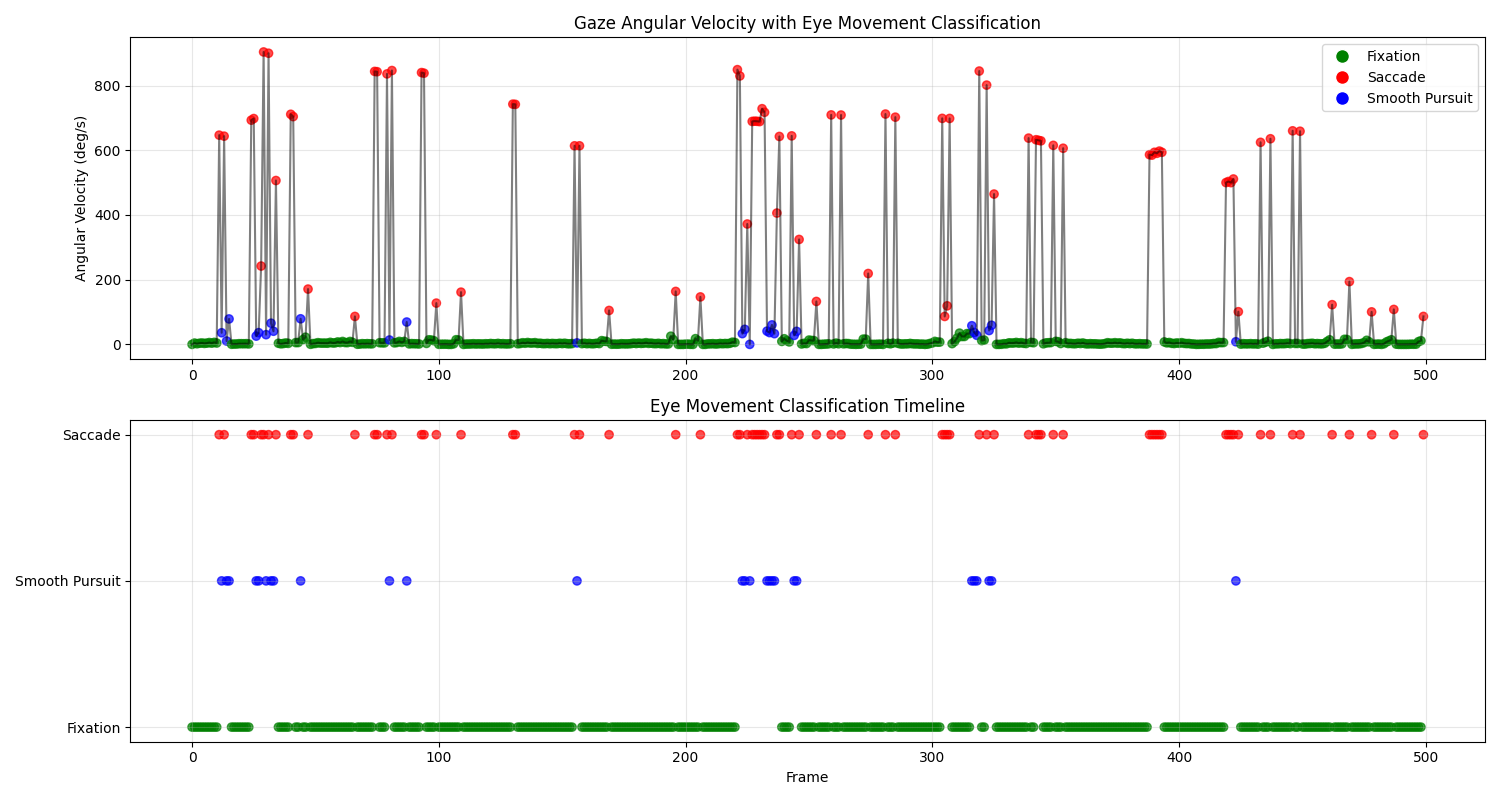 Gaze Angular Velocity with Eye Movement Classification
Angular Velocity (deg/s)
800
600
400
200
0
Fixation
Saccade
Smooth Pursuit
0 100 200 300 400 500
Eye Movement Classification Timeline
Saccade
Smooth Pursuit
Fixation
0 100 200 300 400 500
Frame